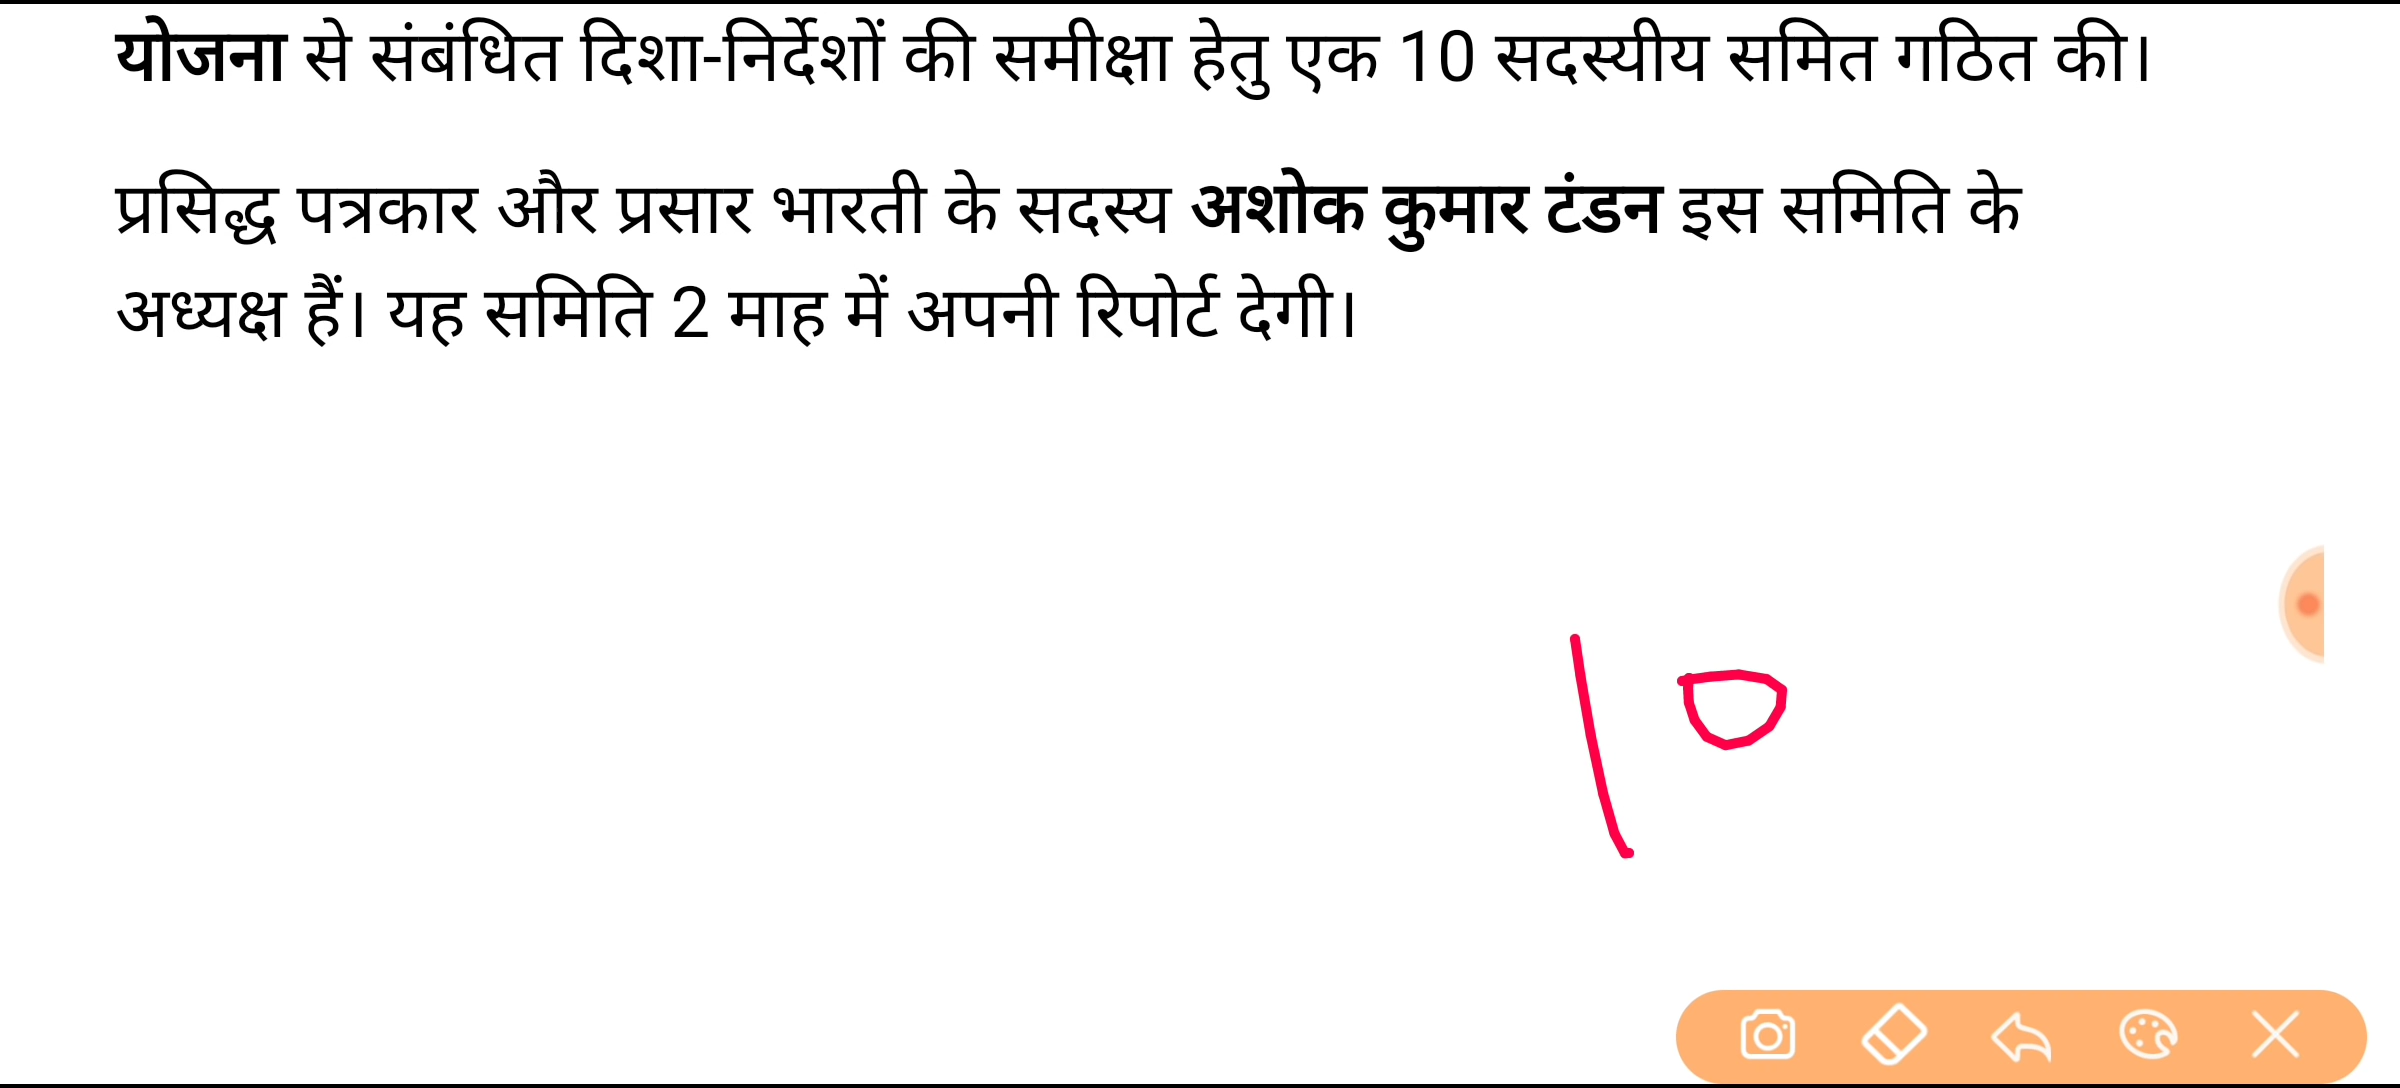 योजना से संबंधित दिशा-निर्देशों की समीक्षा हेतु एक 10 सदस्यीय समित गठित की।
प्रसिद्ध पत्रकार और प्रसार भारती के सदस्य अशोक कुमार टंडन इस समिति के
अध्यक्ष हैं। यह समिति 2 माह में अपनी रिपोर्ट देगी।
10